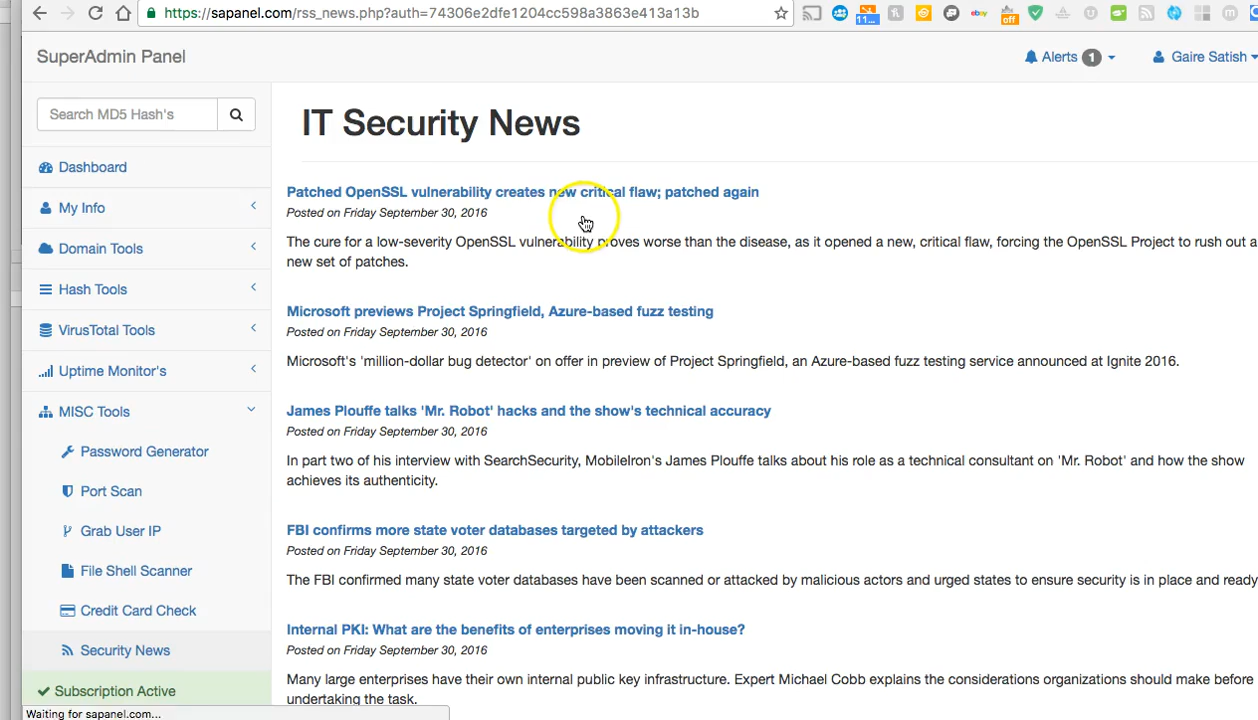 https://sapanel.com/rss_news.php?auth=74306e2dfe1204cc598a3863e413a13b
11...
off
ebay
m
SuperAdmin Panel
Alerts 1
Gaire Satish
Search MD5 Hash's
Dashboard
My Info
Domain Tools
Hash Tools
VirusTotal Tools
Uptime Monitor's
MISC Tools
Password Generator
Port Scan
Grab User IP
File Shell Scanner
Credit Card Check
Security News
Subscription Active
Waiting for sapanel.com...
IT Security News
Patched OpenSSL vulnerability creates new critical flaw; patched again
Posted on Friday September 30, 2016
The cure for a low-severity OpenSSL vulnerability proves worse than the disease, as it opened a new, critical flaw, forcing the OpenSSL Project to rush out a
new set of patches.
Microsoft previews Project Springfield, Azure-based fuzz testing
Posted on Friday September 30, 2016
Microsoft's 'million-dollar bug detector' on offer in preview of Project Springfield, an Azure-based fuzz testing service announced at Ignite 2016.
James Plouffe talks 'Mr. Robot' hacks and the show's technical accuracy
Posted on Friday September 30, 2016
In part two of his interview with SearchSecurity, MobileIron's James Plouffe talks about his role as a technical consultant on 'Mr. Robot' and how the show
achieves its authenticity.
FBI confirms more state voter databases targeted by attackers
Posted on Friday September 30, 2016
The FBI confirmed many state voter databases have been scanned or attacked by malicious actors and urged states to ensure security is in place and ready
Internal PKI: What are the benefits of enterprises moving it in-house?
Posted on Friday September 30, 2016
Many large enterprises have their own internal public key infrastructure. Expert Michael Cobb explains the considerations organizations should make before
undertaking the task.